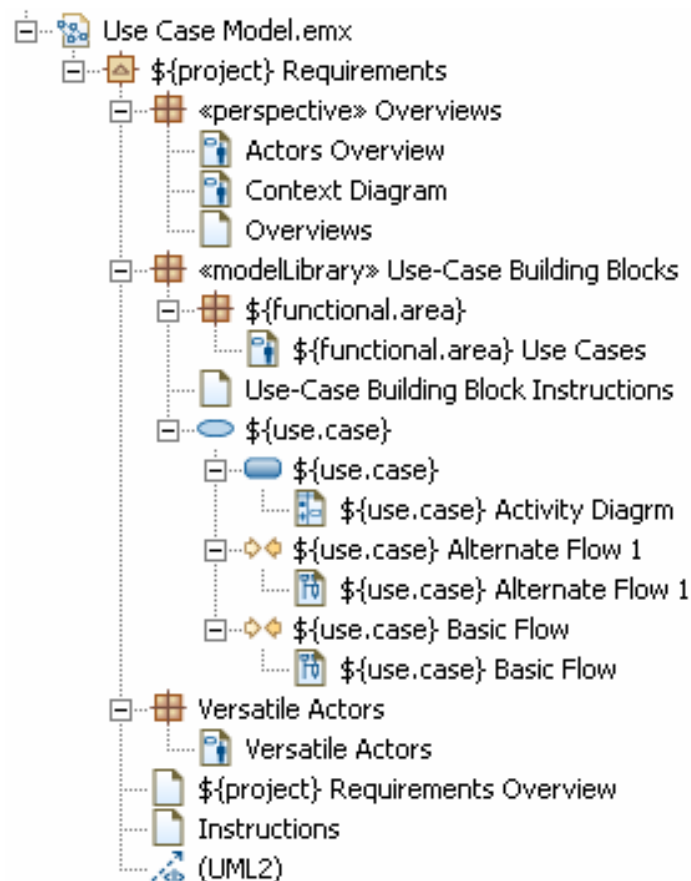 Use Case Model.emx
${project} Requirements
«perspective» Overviews
Actors Overview
Context Diagram
Overviews
«modelLibrary» Use-Case Building Blocks
${functional.area}
${functional.area} Use Cases
Use-Case Building Block Instructions
${use.case}
${use.case}
${use.case} Activity Diagrm
${use.case} Alternate Flow 1
${use.case} Alternate Flow 1
${use.case} Basic Flow
${use.case} Basic Flow
Versatile Actors
Versatile Actors
${project} Requirements Overview
Instructions
(UML2)